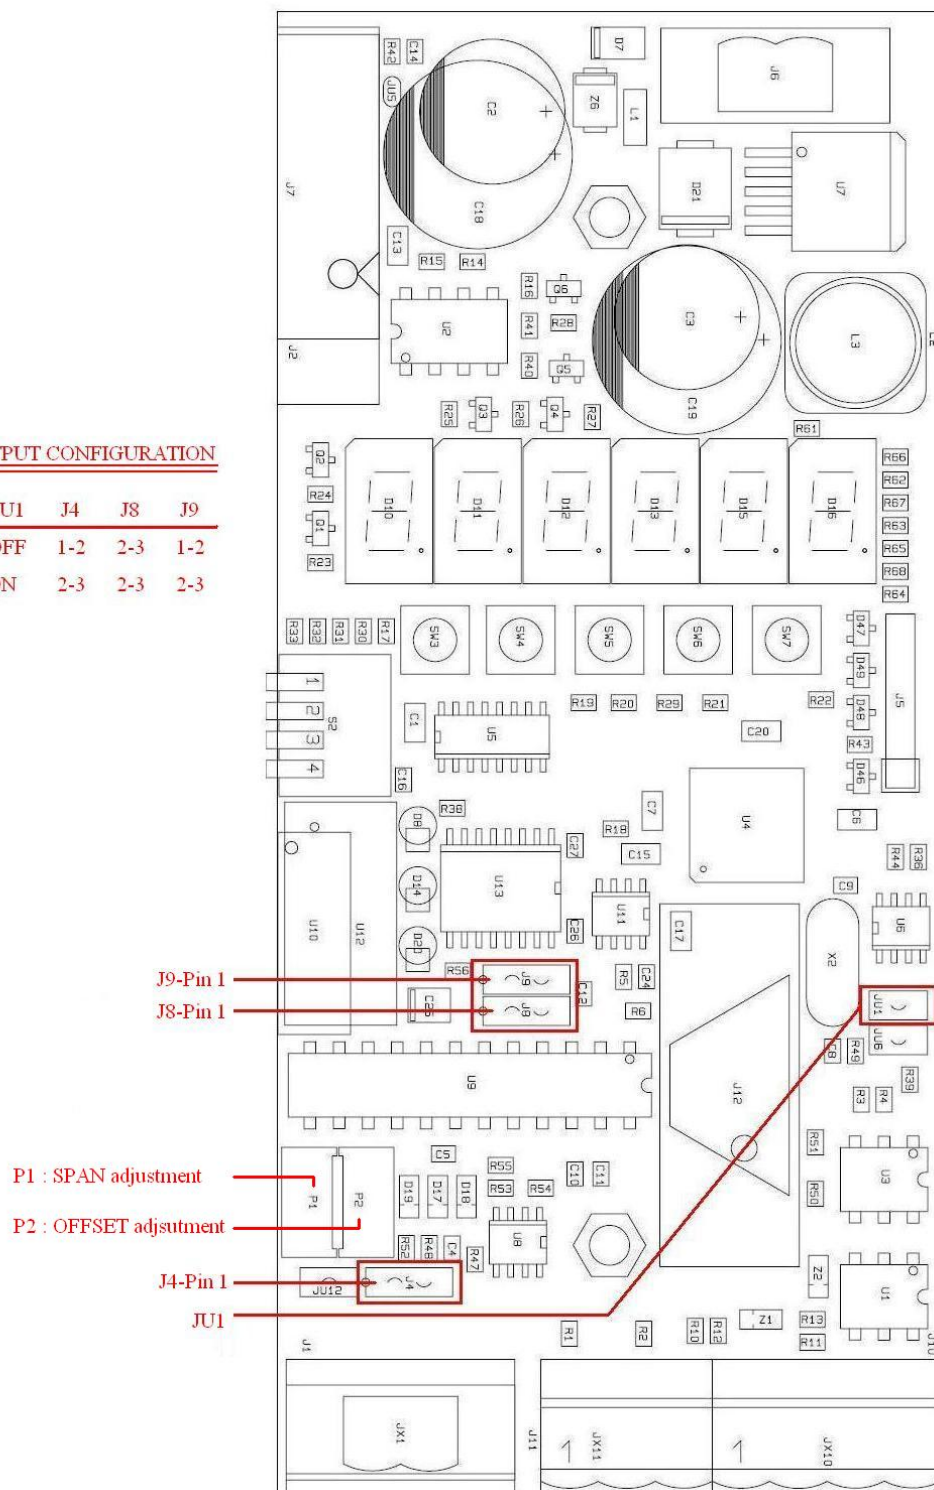 D7
J6
R42
C14
JU5
C2
Z6
L1
J7
C18
D21
U7
C13
R15
R14
R16
Q6
U2
R41
R28
C3
L3
J2
R40
Q5
R25
Q3
R26
Q4
R27
C19
R61
PUT CONFIGURATION
Q2
R24
Q1
R23
D10
D11
D12
D13
D15
D16
R66
R62
R67
R63
R65
R68
R64
U1 J4 J8 J9
OFF 1-2 2-3 1-2
ON 2-3 2-3 2-3
R33
R32
R31
R30
R17
SW3
SW4
SW5
SW6
SW7
D47
D49
D48
R43
D46
J5
1
2
3
4
S2
C1
U5
R19
R20
R29
R21
R22
C20
C16
R38
D8
C7
U4
C6
R18
C27
C15
R44
R36
U10
U12
D14
U13
U11
C9
U6
D20
C26
C17
X2
J9-Pin 1
R56
J9
C12
R5
C24
J8-Pin 1
C25
J8
R6
JU1
JU6
C8
R49
U9
J12
R39
R3
R4
C5
R55
R51
P1 : SPAN adjustment
P1
P2
D19
D17
D18
R53
R54
C10
C11
R50
U3
P2 : OFFSET adjsutment
R52
R48
C4
R47
U8
J4-Pin 1
JU12
J4
Z2
U1
JU1
R1
R2
R10
R12
Z1
R13
R11
J10
J1
JX1
J11
1
JX11
1
JX10